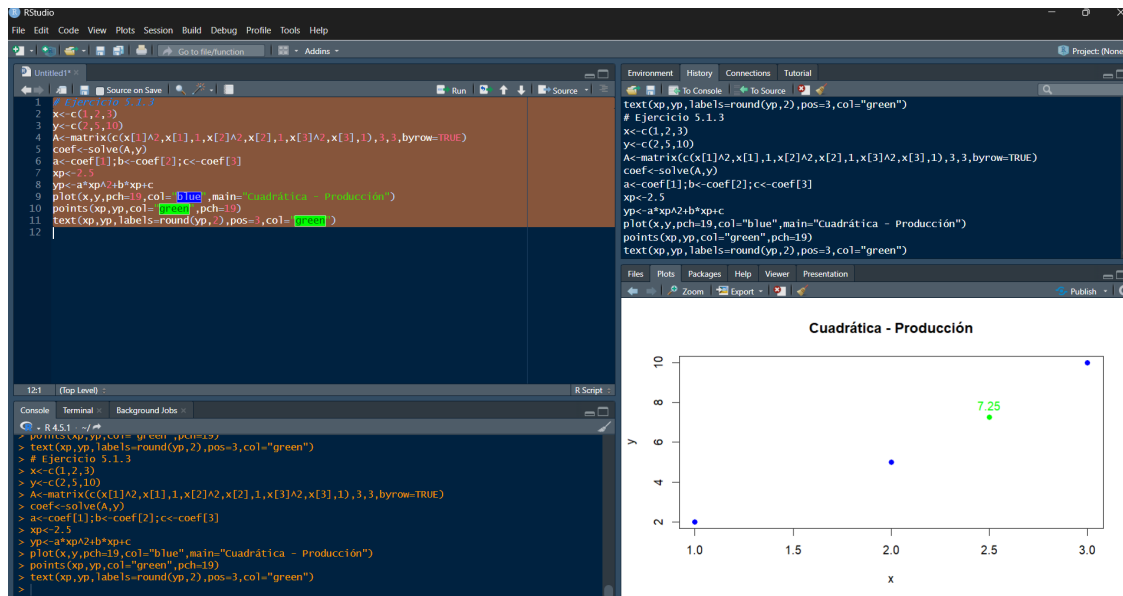 RStudio
File Edit Code View Plots Session Build Debug Profile Tools Help
Go to file/function
Addins
Project: (None
Untitled1*
Source on Save
Run
Source
1 # Ejercicio 5.1.3
2 x<-c(1,2,3)
3 y<-c(2,5,10)
4 A<-matrix(c(x[1]^2,x[1],1,x[2]^2,x[2],1,x[3]^2,x[3],1),3,3,byrow=TRUE)
5 coef<-solve(A,y)
6 a<-coef[1];b<-coef[2];c<-coef[3]
7 xp<-2.5
8 yp<-a*xp^2+b*xp+c
9 plot(x,y,pch=19,col="blue",main="Cuadrática - Producción")
10 points(xp,yp,col="green",pch=19)
11 text(xp,yp,labels=round(yp,2),pos=3,col="green")
12
12:1 (Top Level) R Script
Console Terminal Background Jobs
R 4.5.1 · ~/
> points(xp,yp,col="green",pch=19)
> text(xp,yp,labels=round(yp,2),pos=3,col="green")
> # Ejercicio 5.1.3
> x<-c(1,2,3)
> y<-c(2,5,10)
> A<-matrix(c(x[1]^2,x[1],1,x[2]^2,x[2],1,x[3]^2,x[3],1),3,3,byrow=TRUE)
> coef<-solve(A,y)
> a<-coef[1];b<-coef[2];c<-coef[3]
> xp<-2.5
> yp<-a*xp^2+b*xp+c
> plot(x,y,pch=19,col="blue",main="Cuadrática - Producción")
> points(xp,yp,col="green",pch=19)
> text(xp,yp,labels=round(yp,2),pos=3,col="green")
>
Environment History Connections Tutorial
To Console To Source
text(xp,yp,labels=round(yp,2),pos=3,col="green")
# Ejercicio 5.1.3
x<-c(1,2,3)
y<-c(2,5,10)
A<-matrix(c(x[1]^2,x[1],1,x[2]^2,x[2],1,x[3]^2,x[3],1),3,3,byrow=TRUE)
coef<-solve(A,y)
a<-coef[1];b<-coef[2];c<-coef[3]
xp<-2.5
yp<-a*xp^2+b*xp+c
plot(x,y,pch=19,col="blue",main="Cuadrática - Producción")
points(xp,yp,col="green",pch=19)
text(xp,yp,labels=round(yp,2),pos=3,col="green")
Files Plots Packages Help Viewer Presentation
Zoom Export Publish
Cuadrática - Producción
10
8
6
4
2
y
7.25
1.0 1.5 2.0 2.5 3.0
x